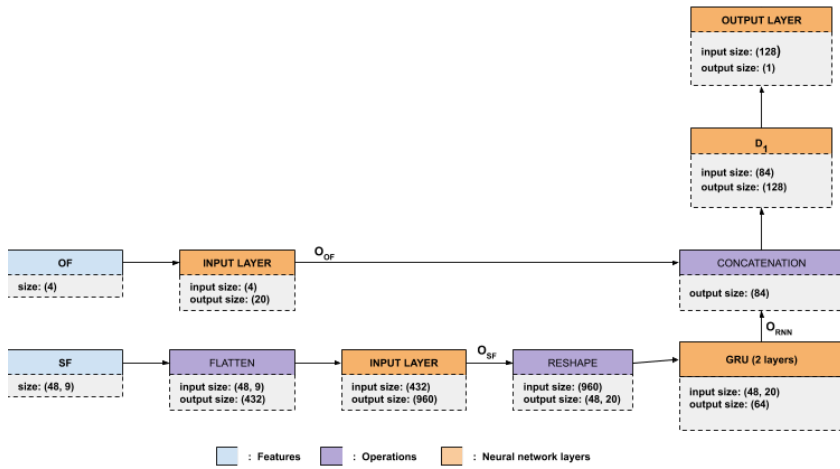 OUTPUT LAYER
input size: (128)
output size: (1)
D1
input size: (84)
output size: (128)
OF
size: (4)
INPUT LAYER
input size: (4)
output size: (20)
OOF
CONCATENATION
output size: (84)
ORNN
SF
size: (48, 9)
FLATTEN
input size: (48, 9)
output size: (432)
INPUT LAYER
input size: (432)
output size: (960)
OSF
RESHAPE
input size: (960)
output size: (48, 20)
GRU (2 layers)
input size: (48, 20)
output size: (64)
: Features
: Operations
: Neural network layers